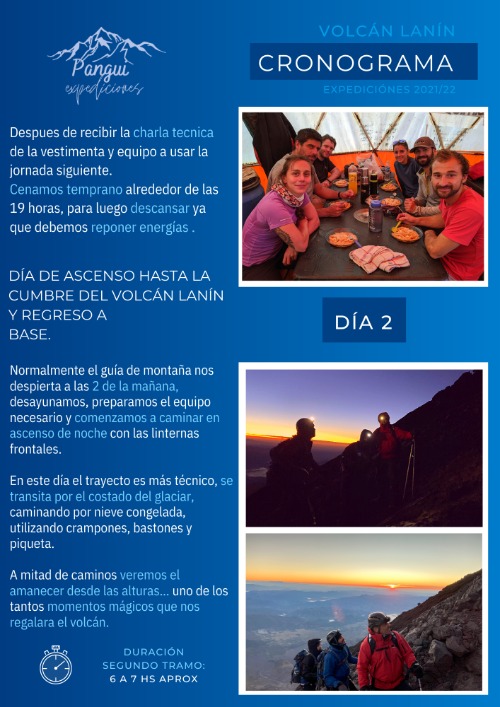 VOLCÁN LANÍN
Pangui
expediciones
CRONOGRAMA
EXPEDICIÓNES 2021/22
Despues de recibir la charla tecnica
de la vestimenta y equipo a usar la
jornada siguiente.
Cenamos temprano alrededor de las
19 horas, para luego descansar ya
que debemos reponer energías .
DÍA DE ASCENSO HASTA LA
CUMBRE DEL VOLCÁN LANÍN
Y REGRESO A
BASE.
DÍA 2
Normalmente el guía de montaña nos
despierta a las 2 de la mañana,
desayunamos, preparamos el equipo
necesario y comenzamos a caminar en
ascenso de noche con las linternas
frontales.
En este día el trayecto es más técnico, se
transita por el costado del glaciar,
caminando por nieve congelada,
utilizando crampones, bastones y
piqueta.
A mitad de caminos veremos el
amanecer desde las alturas... uno de los
tantos momentos mágicos que nos
regalara el volcán.
DURACIÓN
SEGUNDO TRAMO:
6 A 7 HS APROX